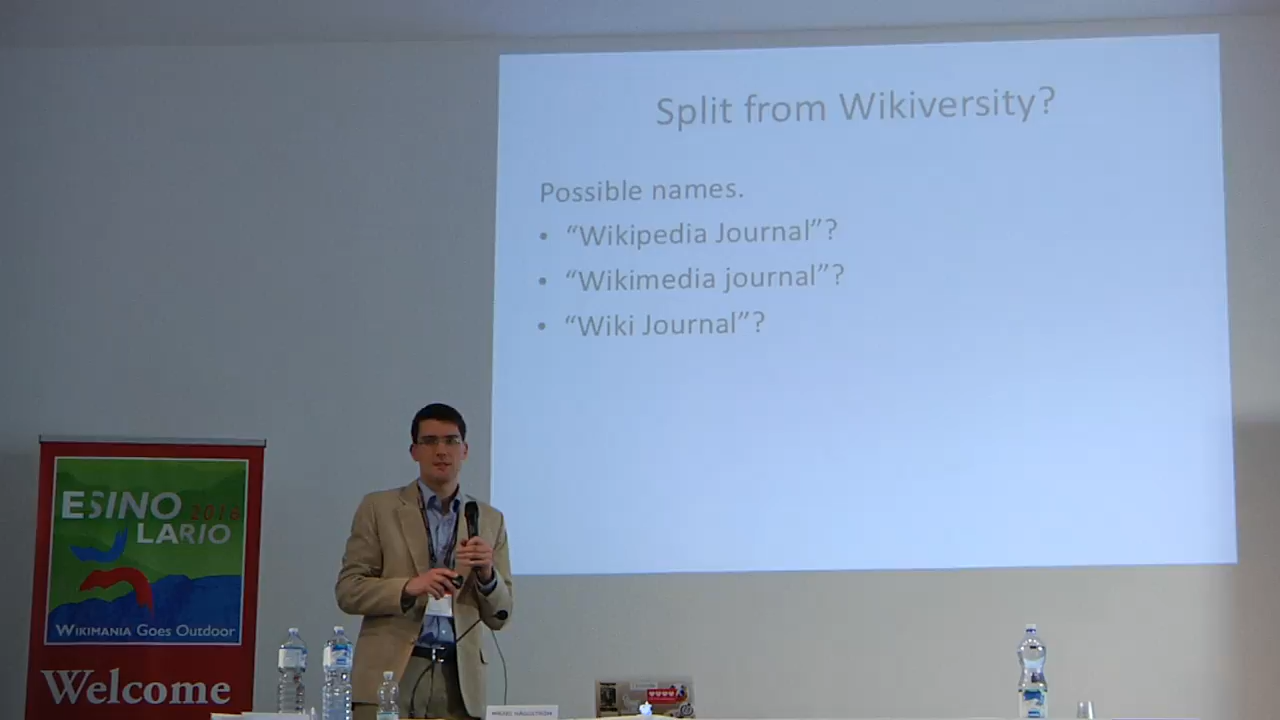 Split from Wikiversity?
Possible names.
• “Wikipedia Journal”?
• “Wikimedia journal”?
• “Wiki Journal”?
ESINO 2016
LARIO
WIKIMANIA GOES OUTDOOR
Welcome